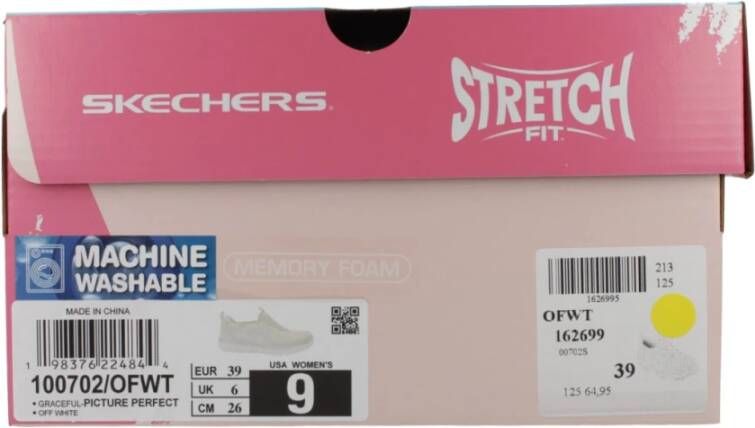 SKECHERS
STRETCH
FIT
MACHINE
WASHABLE
MEMORY FOAM
MADE IN CHINA
1 98376 22484 4
100702/OFWT
• GRACEFUL-PICTURE PERFECT
• OFF WHITE
EUR 39
UK 6
CM 26
USA WOMEN'S
9
213
125
1626995
OFWT
162699
00702S
39
125 64,95